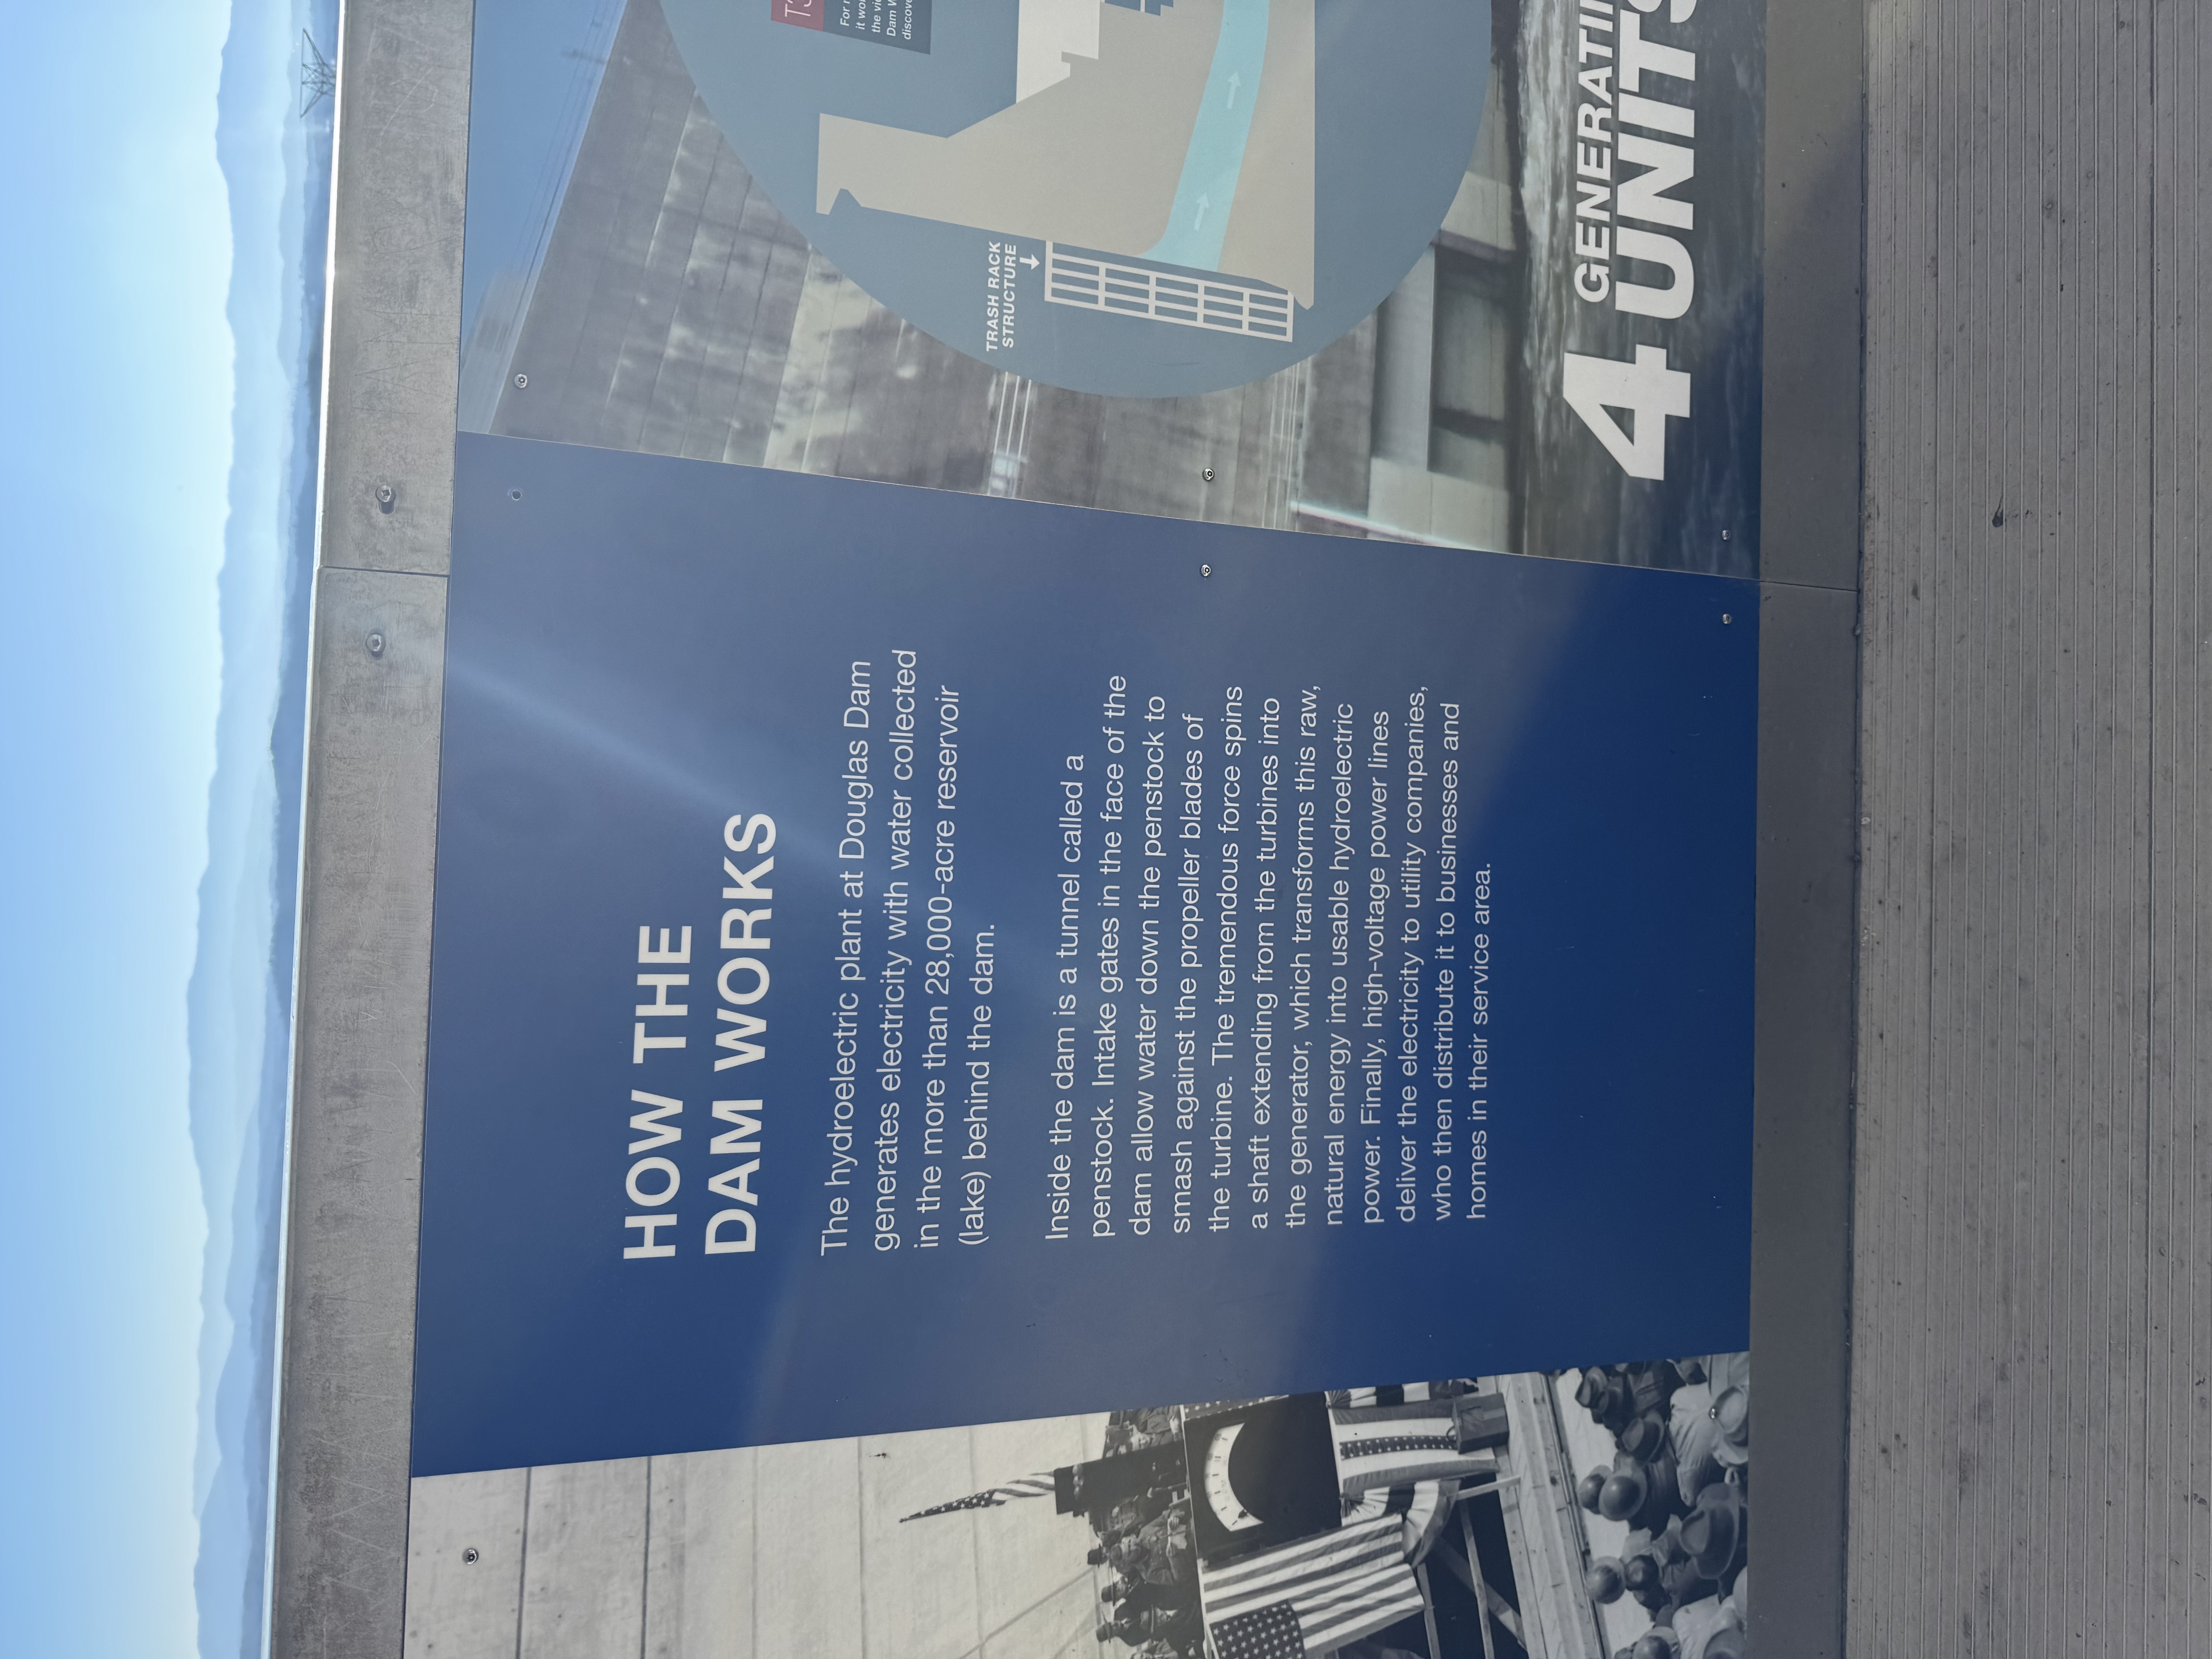 HOW THE
DAM WORKS
The hydroelectric plant at Douglas Dam
generates electricity with water collected
in the more than 28,000-acre reservoir
(lake) behind the dam.
Inside the dam is a tunnel called a
penstock. Intake gates in the face of the
dam allow water down the penstock to
smash against the propeller blades of
the turbine. The tremendous force spins
a shaft extending from the turbines into
the generator, which transforms this raw,
natural energy into usable hydroelectric
power. Finally, high-voltage power lines
deliver the electricity to utility companies,
who then distribute it to businesses and
homes in their service area.
For
it
the
Dam
TRASH RACK
STRUCTURE
4 GENERATIN
UNITS